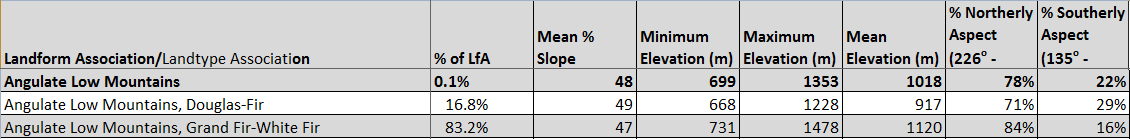 Landform Association/Landtype Association % of LfA Mean % Slope Minimum Elevation (m) Maximum Elevation (m) Mean Elevation (m) % Northerly Aspect (226° - % Southerly Aspect (135° -
Angulate Low Mountains 0.1% 48 699 1353 1018 78% 22%
Angulate Low Mountains, Douglas-Fir 16.8% 49 668 1228 917 71% 29%
Angulate Low Mountains, Grand Fir-White Fir 83.2% 47 731 1478 1120 84% 16%